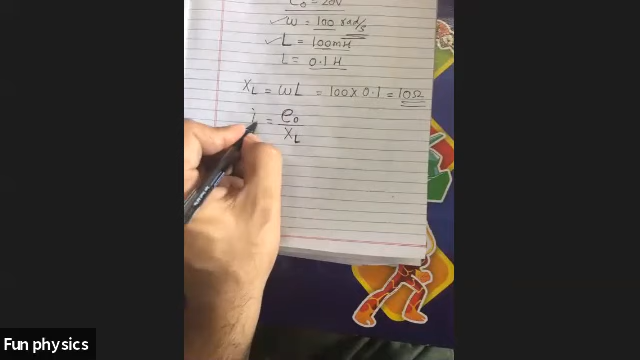 e₀ = 20V
✓ ω = 100 rad/s
✓ L = 100mH
L = 0.1 H
X_L = ωL = 100 X 0.1 = 10Ω
i = e₀ / X_L
Fun physics